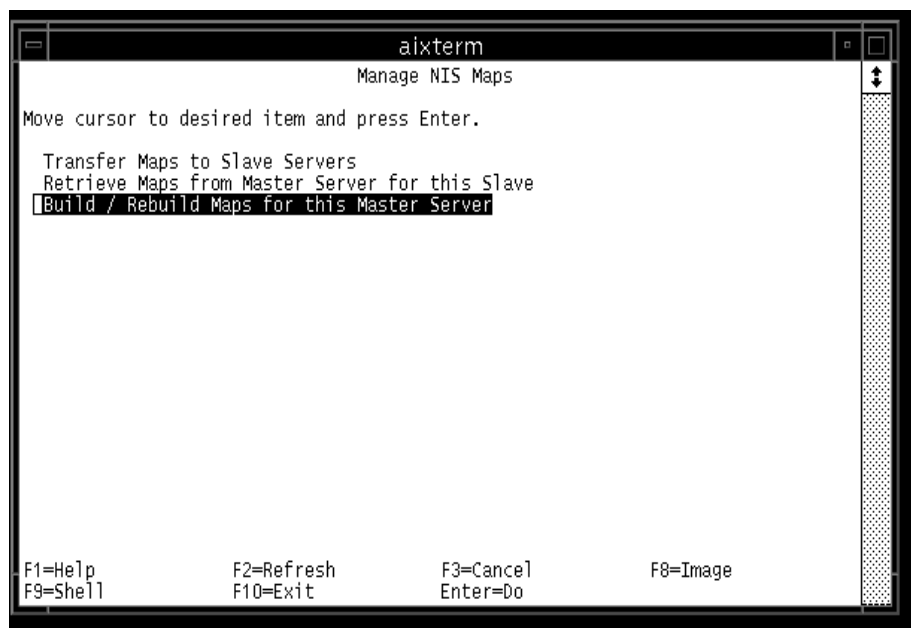 aixterm
Manage NIS Maps
Move cursor to desired item and press Enter.
Transfer Maps to Slave Servers
Retrieve Maps from Master Server for this Slave
Build / Rebuild Maps for this Master Server
F1=Help F2=Refresh F3=Cancel F8=Image
F9=Shell F10=Exit Enter=Do